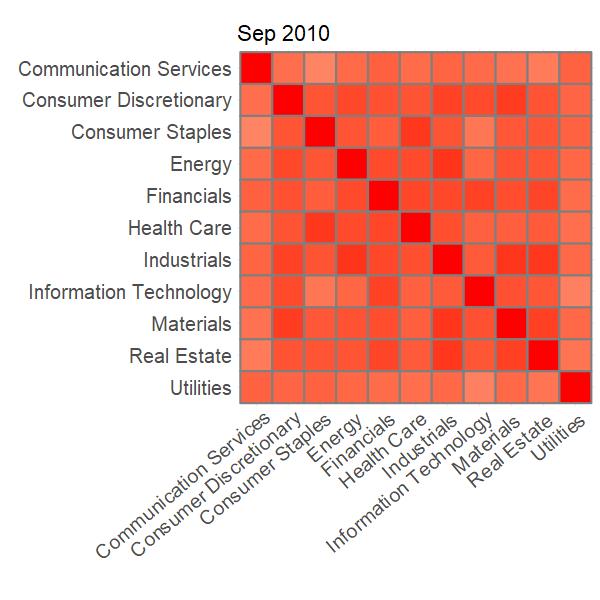 Sep 2010
Communication Services
Consumer Discretionary
Consumer Staples
Energy
Financials
Health Care
Industrials
Information Technology
Materials
Real Estate
Utilities
Communication Services
Consumer Discretionary
Consumer Staples
Energy
Financials
Health Care
Industrials
Information Technology
Materials
Real Estate
Utilities